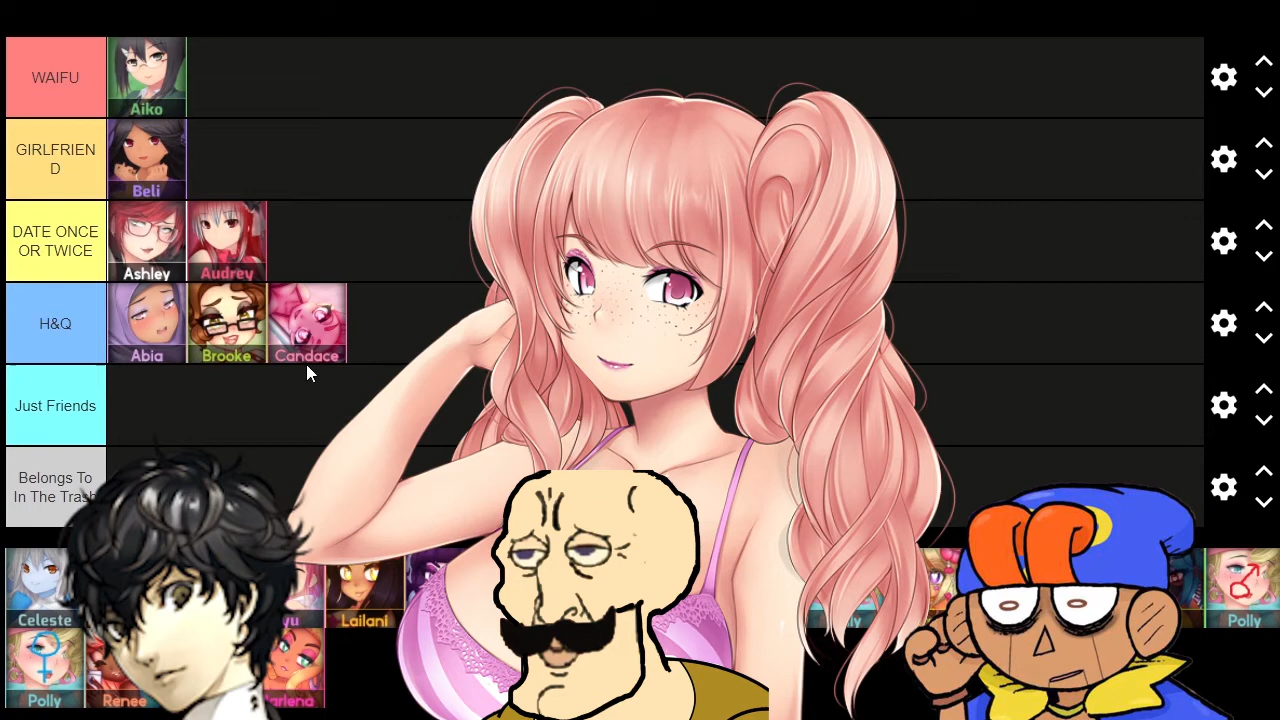 WAIFU
Aiko
GIRLFRIEN
D
Beli
DATE ONCE
OR TWICE
Ashley
Audrey
H&Q
Abia
Brooke
Candace
Just Friends
Belongs To
In The Trash
Celeste
Lailani
Polly
Polly
Renee